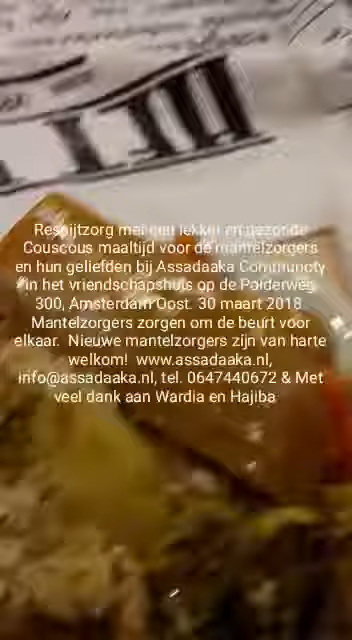 Respijtzorg met een lekker en gezonde
Couscous maaltijd voor de mantelzorgers
en hun geliefden bij Assadaaka Communoty
in het vriendschapshuis op de Polderweg
300, Amsterdam Oost. 30 maart 2018
Mantelzorgers zorgen om de beurt voor
elkaar. Nieuwe mantelzorgers zijn van harte
welkom! www.assadaaka.nl,
info@assadaaka.nl, tel. 0647440672 & Met
veel dank aan Wardia en Hajiba